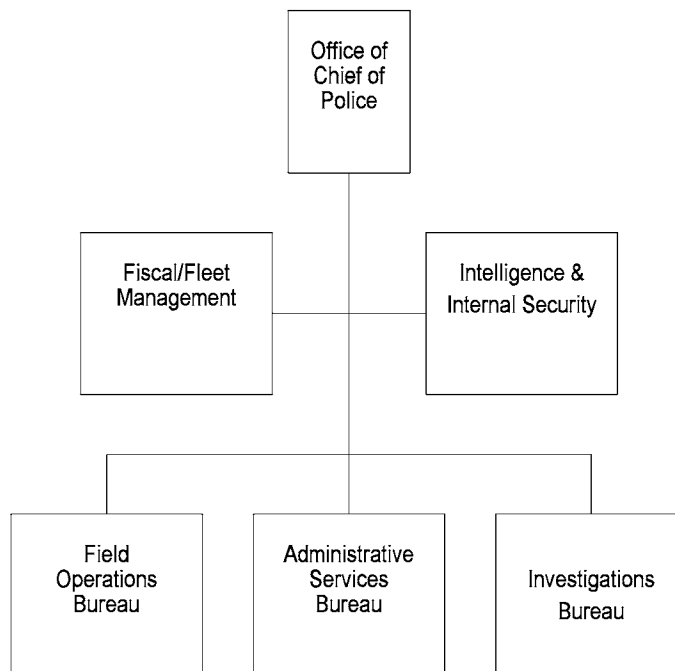 Office of
Chief of
Police
Fiscal/Fleet
Management
Intelligence &
Internal Security
Field
Operations
Bureau
Administrative
Services
Bureau
Investigations
Bureau